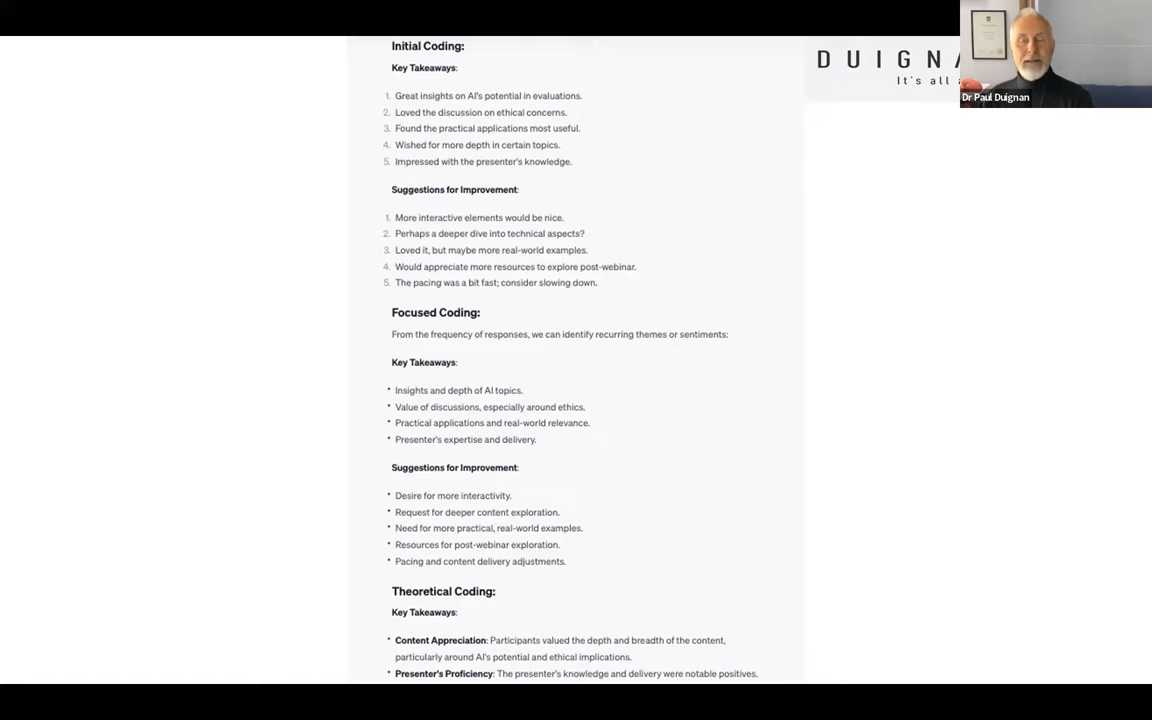 Initial Coding:
Key Takeaways:
1. Great insights on AI's potential in evaluations.
2. Loved the discussion on ethical concerns.
3. Found the practical applications most useful.
4. Wished for more depth in certain topics.
5. Impressed with the presenter's knowledge.
Suggestions for Improvement:
1. More interactive elements would be nice.
2. Perhaps a deeper dive into technical aspects?
3. Loved it, but maybe more real-world examples.
4. Would appreciate more resources to explore post-webinar.
5. The pacing was a bit fast; consider slowing down.
Focused Coding:
From the frequency of responses, we can identify recurring themes or sentiments:
Key Takeaways:
• Insights and depth of AI topics.
• Value of discussions, especially around ethics.
• Practical applications and real-world relevance.
• Presenter's expertise and delivery.
Suggestions for Improvement:
• Desire for more interactivity.
• Request for deeper content exploration.
• Need for more practical, real-world examples.
• Resources for post-webinar exploration.
• Pacing and content delivery adjustments.
Theoretical Coding:
Key Takeaways:
• Content Appreciation: Participants valued the depth and breadth of the content,
particularly around AI's potential and ethical implications.
• Presenter's Proficiency: The presenter's knowledge and delivery were notable positives.
DUIGNA
It's all a
Dr Paul Duignan